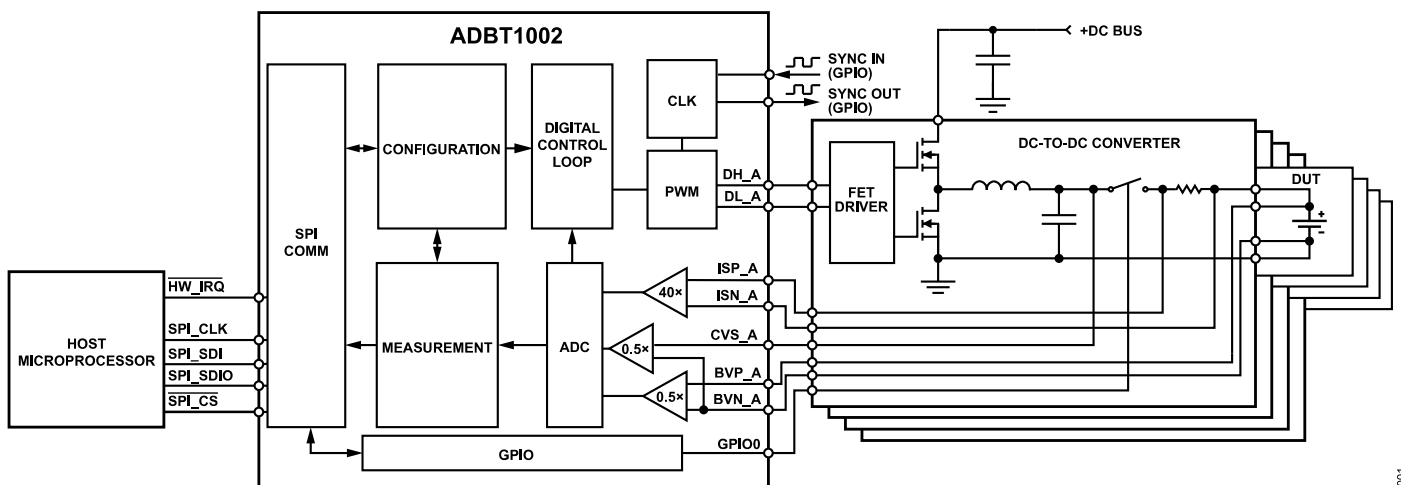 ADBT1002
+DC BUS
SYNC IN
(GPIO)
SYNC OUT
(GPIO)
CLK
CONFIGURATION
DIGITAL
CONTROL
LOOP
PWM
DH_A
DL_A
DC-TO-DC CONVERTER
FET
DRIVER
DUT
+
-
SPI
COMM
HOST
MICROPROCESSOR
HW_IRQ
SPI_CLK
SPI_SDI
SPI_SDIO
SPI_CS
MEASUREMENT
ADC
40×
0.5×
0.5×
ISP_A
ISN_A
CVS_A
BVP_A
BVN_A
GPIO
GPIO0